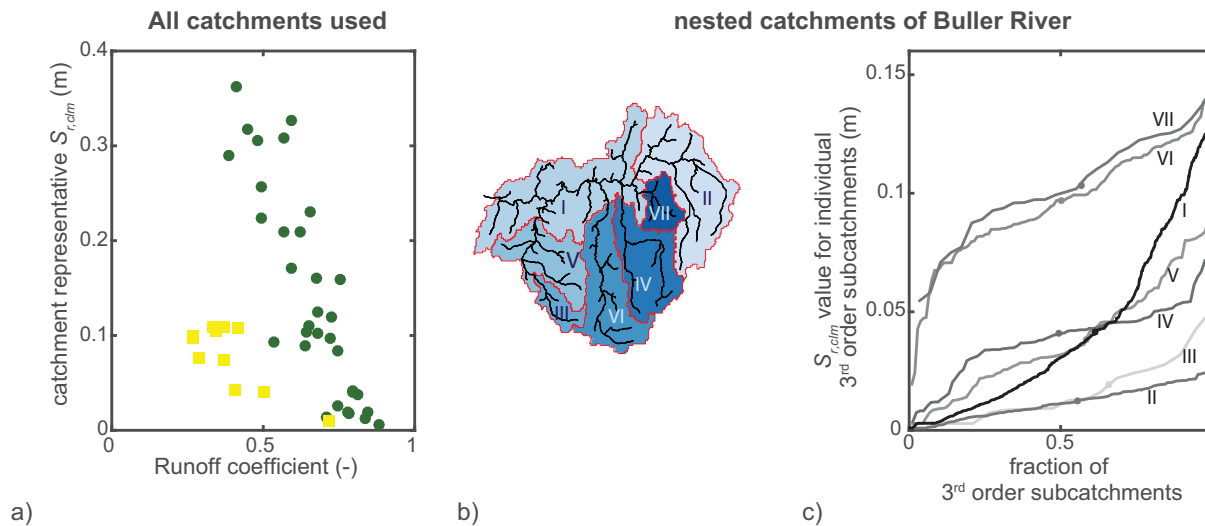 All catchments used
nested catchments of Buller River
catchment representative S r,clm (m)
0.4
0.3
0.2
0.1
0
0
0.5
1
Runoff coefficient (-)
a)
I
II
VII
V
IV
III
VI
b)
S r,clm value for individual
3rd order subcatchments (m)
0.15
0.1
0.05
0
VII
VI
I
V
IV
III
II
0
0.5
fraction of
3rd order subcatchments
c)